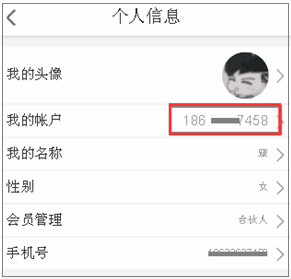 个人信息
我的头像
我的帐户 186 7458
我的名称
性别 女
会员管理 合伙人
手机号